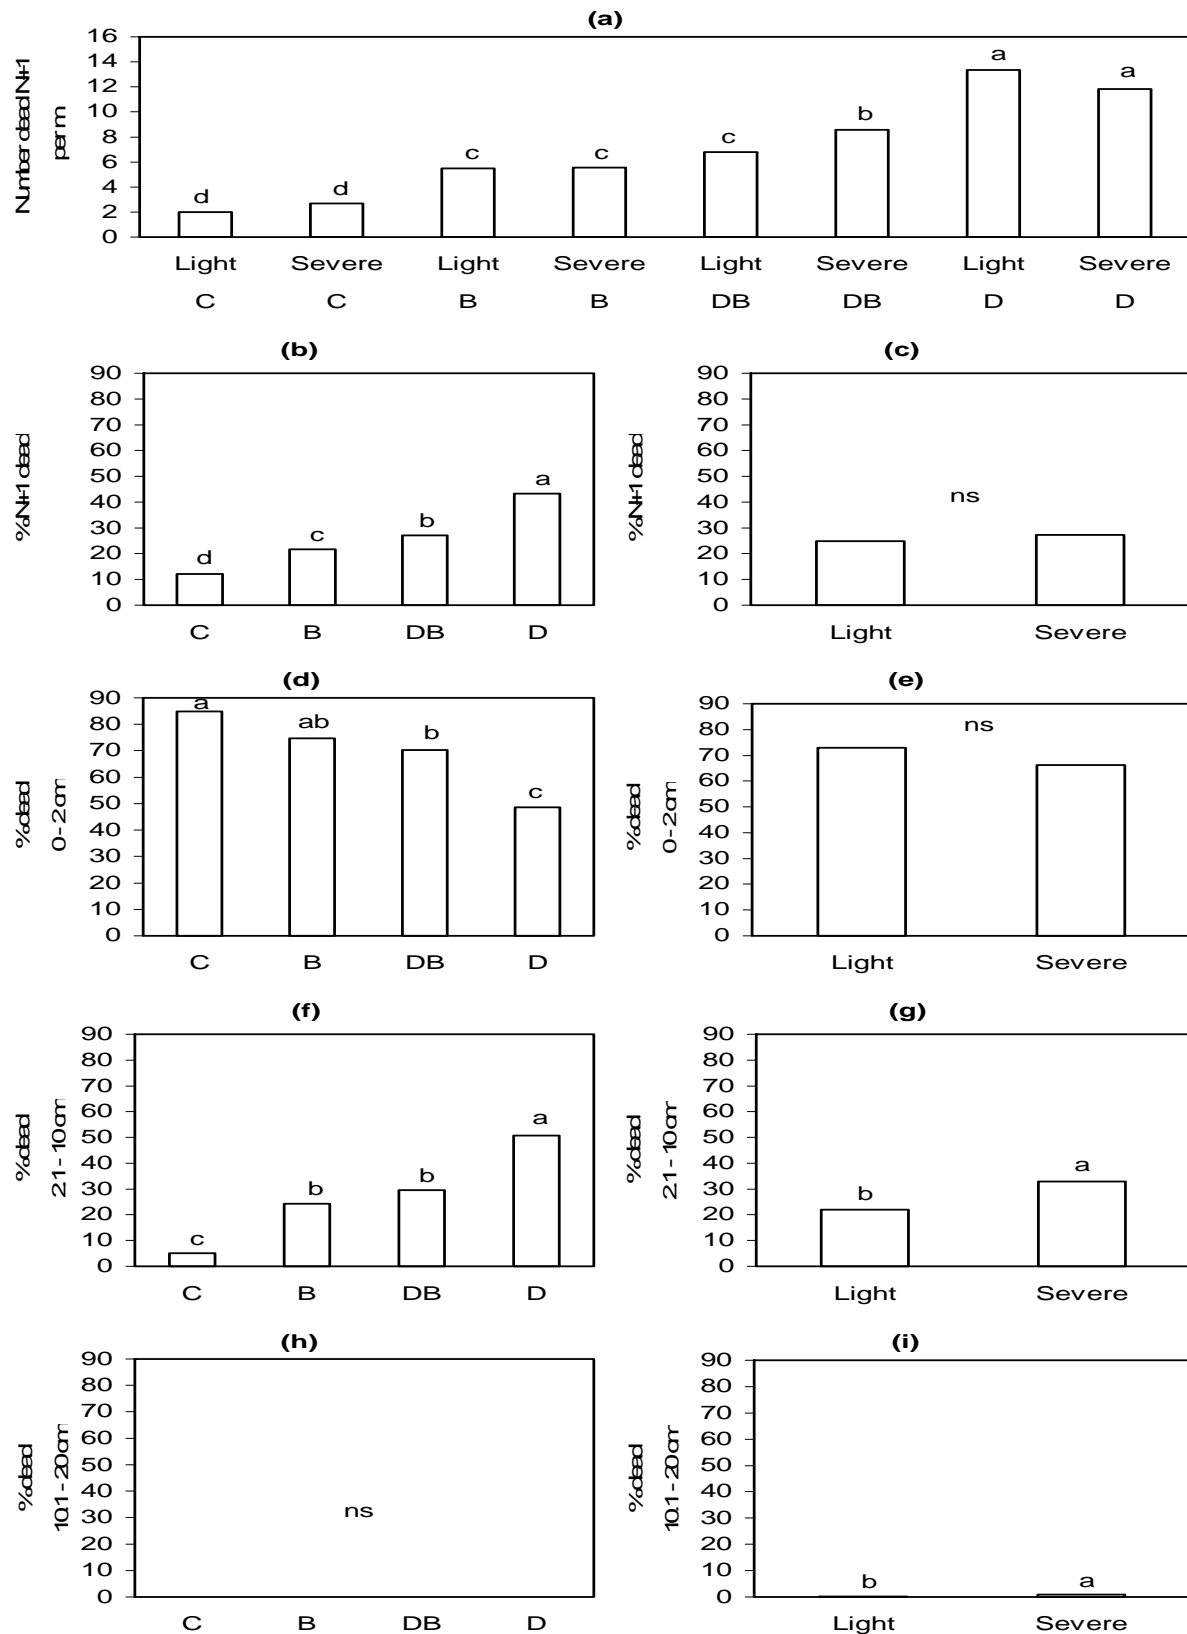 (a)
Number dead N+1
per m
16
14
12
10
8
6
4
2
0
d
d
c
c
c
b
a
a
Light Severe Light Severe Light Severe Light Severe
C C B B DB DB D D
(b)
%N+1 dead
90
80
70
60
50
40
30
20
10
0
d
c
b
a
C B DB D
(c)
%N+1 dead
90
80
70
60
50
40
30
20
10
0
ns
Light Severe
(d)
%dead
0-2cm
90
80
70
60
50
40
30
20
10
0
a
ab
b
c
C B DB D
(e)
%dead
0-2cm
90
80
70
60
50
40
30
20
10
0
ns
Light Severe
(f)
%dead
2.1-10cm
90
80
70
60
50
40
30
20
10
0
c
b
b
a
C B DB D
(g)
%dead
2.1-10cm
90
80
70
60
50
40
30
20
10
0
b
a
Light Severe
(h)
%dead
10.1-20cm
90
80
70
60
50
40
30
20
10
0
ns
C B DB D
(i)
%dead
10.1-20cm
90
80
70
60
50
40
30
20
10
0
b
a
Light Severe